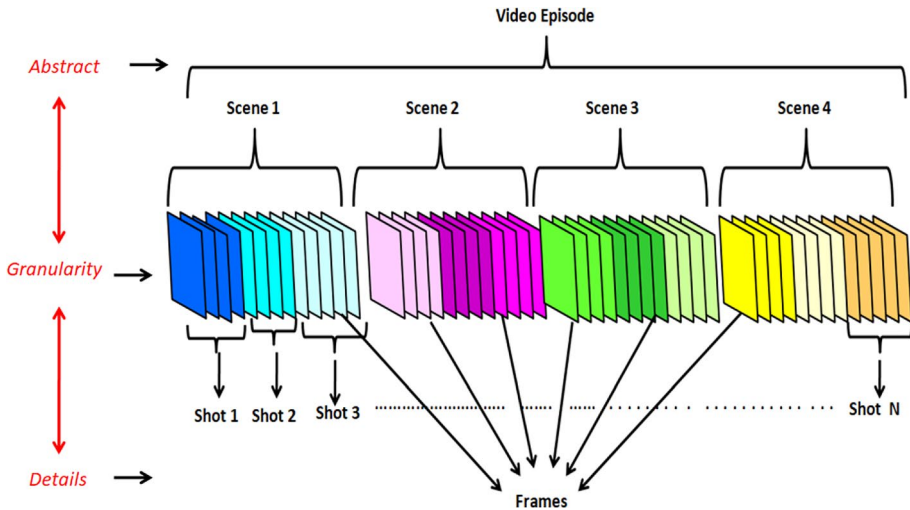 Video Episode
Abstract
Scene 1
Scene 2
Scene 3
Scene 4
Granularity
Shot 1
Shot 2
Shot 3
Shot N
Details
Frames